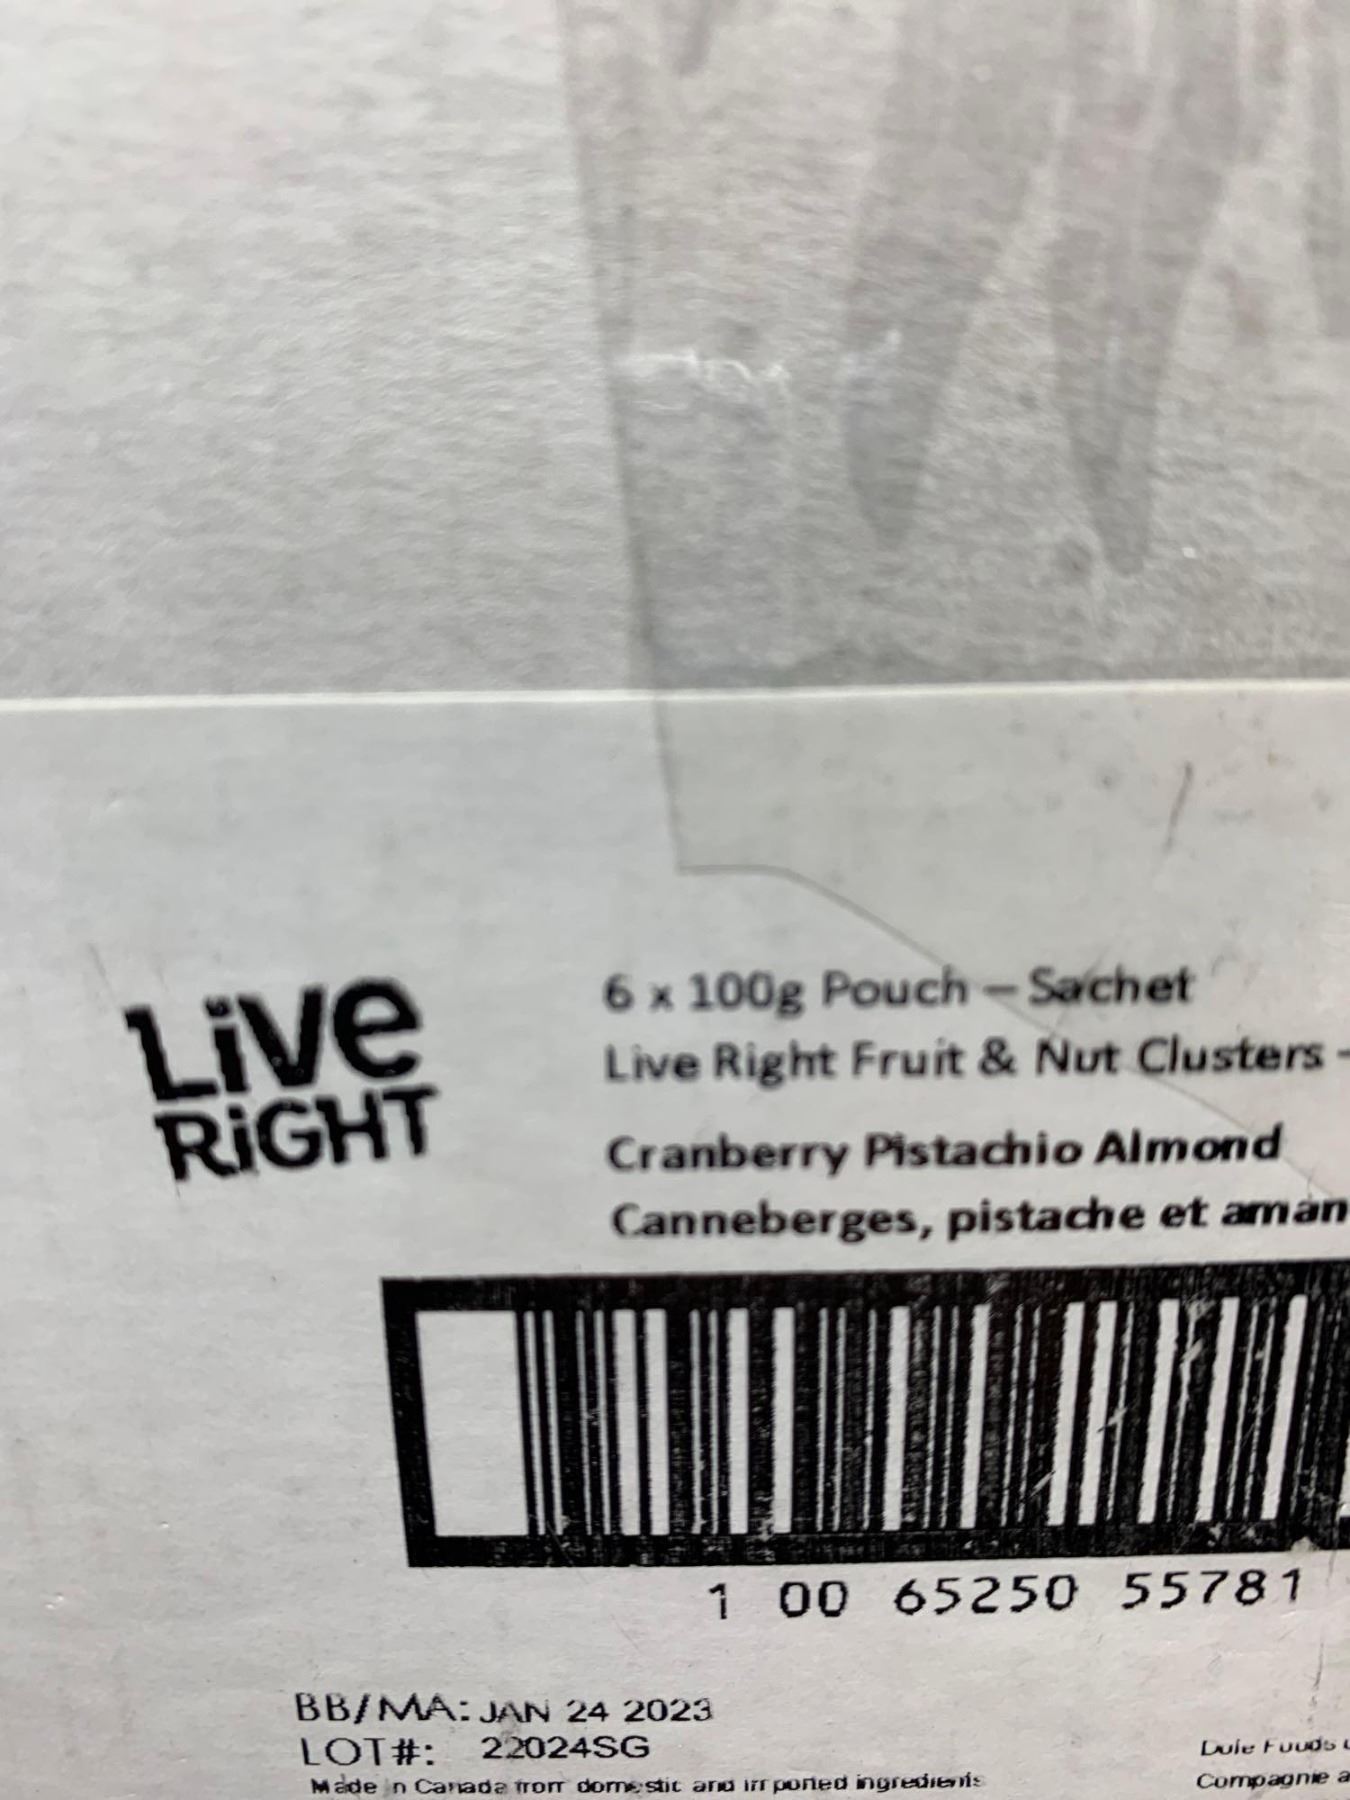 LiVe
RiGHT
6 x 100g Pouch – Sachet
Live Right Fruit & Nut Clusters -
Cranberry Pistachio Almond
Canneberges, pistache et aman
1 00 65250 55781
BB/MA: JAN 24 2023
LOT#: 22024SG
Made in Canada from domestic and imported ingredients
Foods
Compagnie a